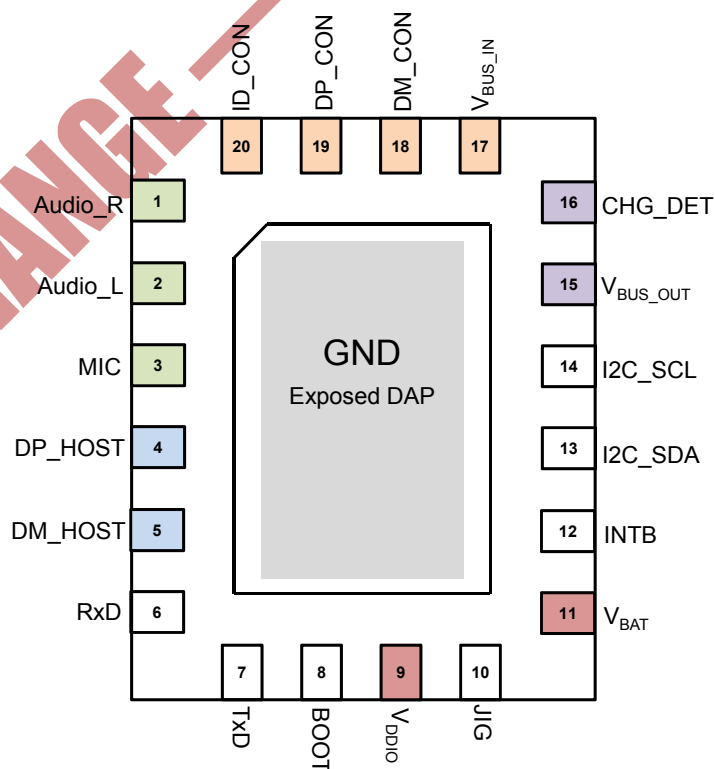 ID_CON
DP_CON
DM_CON
VBUS_IN
20
19
18
17
Audio_R 1
16 CHG_DET
Audio_L 2
15 VBUS_OUT
MIC 3
14 I2C_SCL
DP_HOST 4
13 I2C_SDA
DM_HOST 5
12 INTB
RxD 6
11 VBAT
GND
Exposed DAP
7
8
9
10
TxD
BOOT
VDDIO
JIG
ANGE —